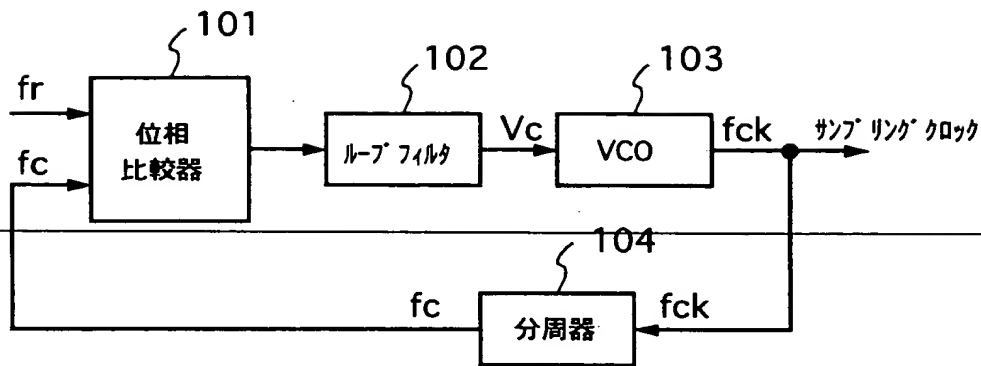 101
102
103
fr
fc
位相
比較器
ループフィルタ
Vc
VCO
fck
サンプリングクロック
104
fc
分周器
fck